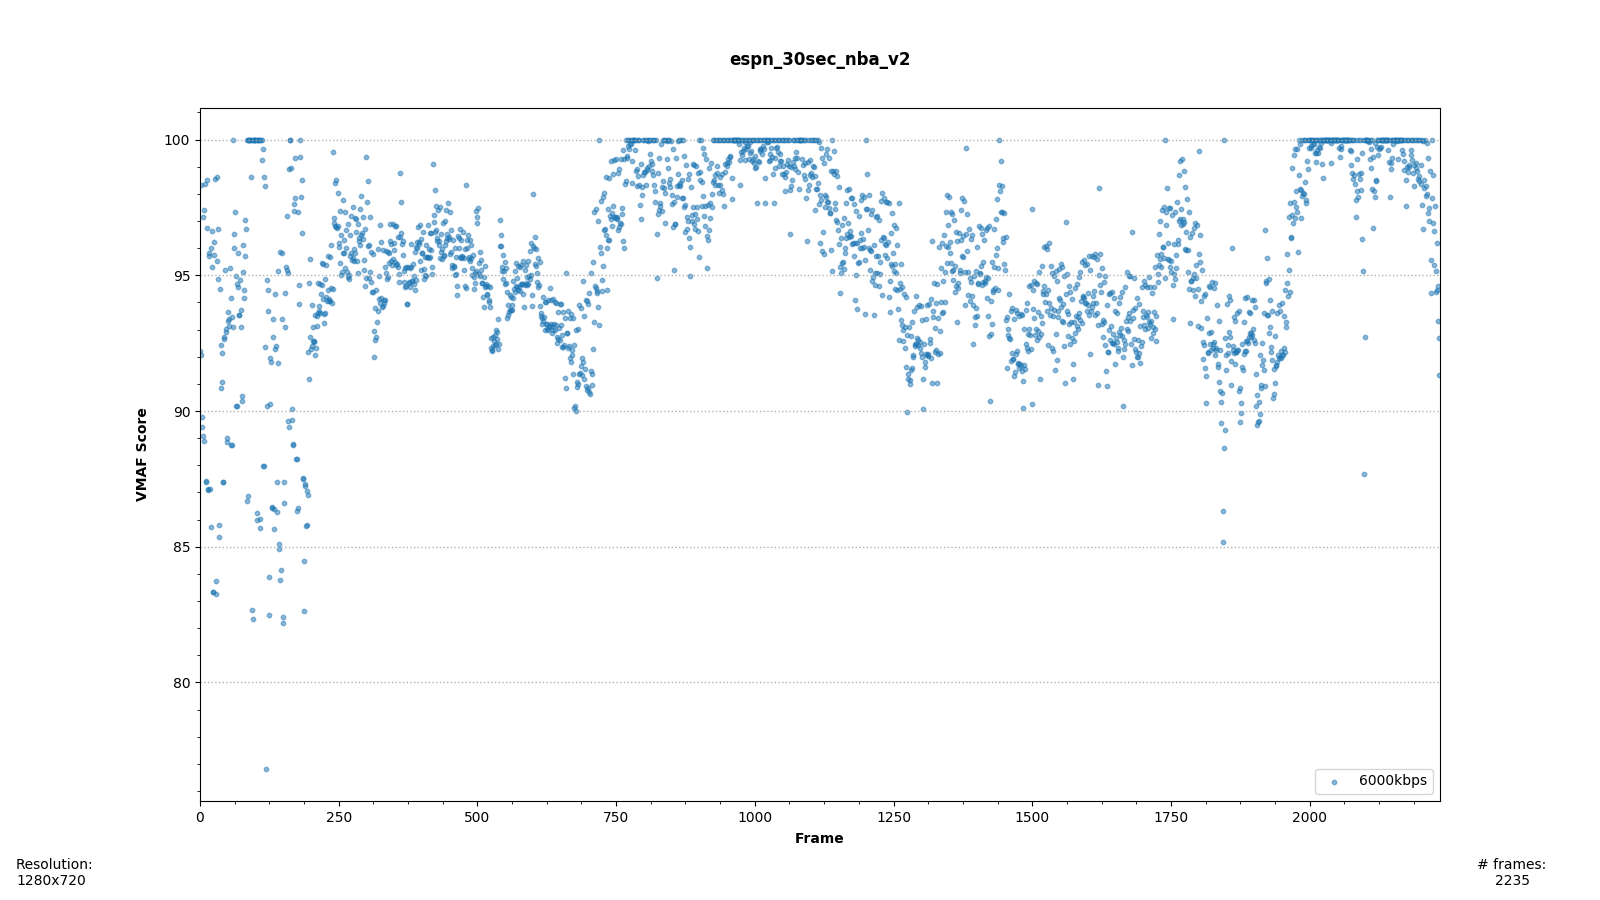 espn_30sec_nba_v2
100
95
90
85
80
VMAF Score
6000kbps
0 250 500 750 1000 1250 1500 1750 2000
Frame
Resolution:
1280x720
# frames:
2235